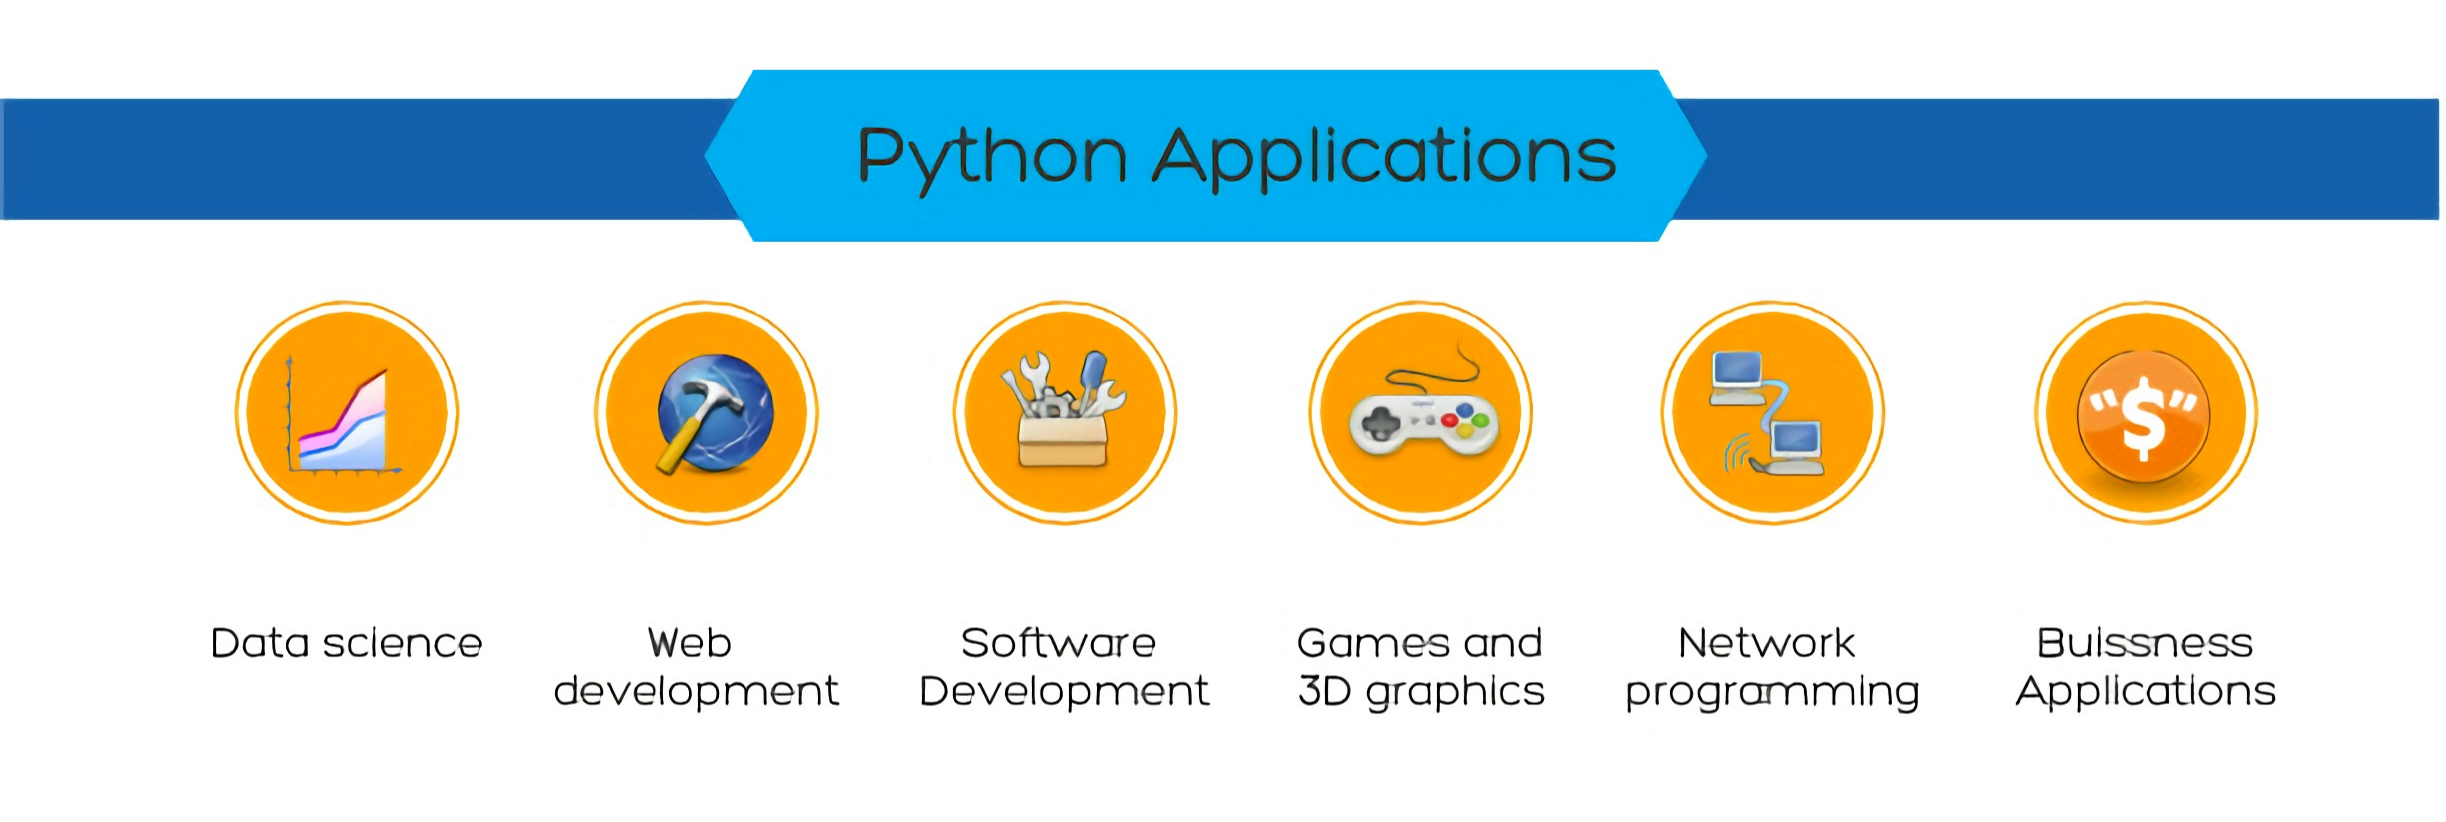 Python Applications
"$"
Data science
Web
development
Software
Development
Games and
3D graphics
Network
programming
Buissness
Applications